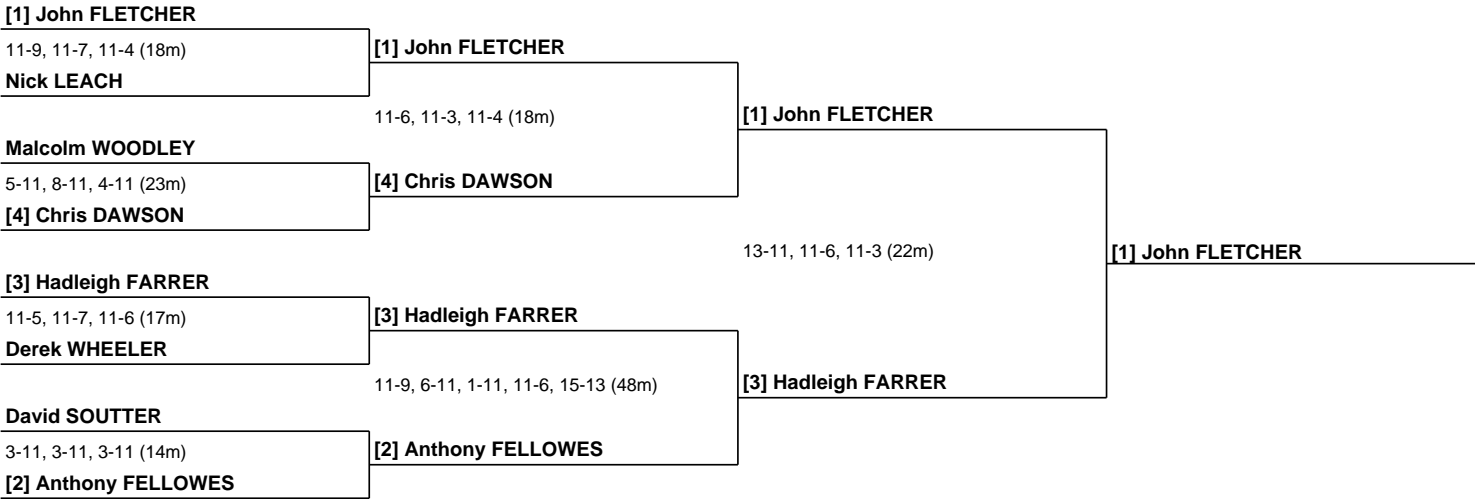 [1] John FLETCHER
11-9, 11-7, 11-4 (18m)
Nick LEACH
Malcolm WOODLEY
5-11, 8-11, 4-11 (23m)
[4] Chris DAWSON
[3] Hadleigh FARRER
11-5, 11-7, 11-6 (17m)
Derek WHEELER
David SOUTTER
3-11, 3-11, 3-11 (14m)
[2] Anthony FELLOWES
[1] John FLETCHER
11-6, 11-3, 11-4 (18m)
[4] Chris DAWSON
[3] Hadleigh FARRER
11-9, 6-11, 1-11, 11-6, 15-13 (48m)
[2] Anthony FELLOWES
[1] John FLETCHER
13-11, 11-6, 11-3 (22m)
[3] Hadleigh FARRER
[1] John FLETCHER